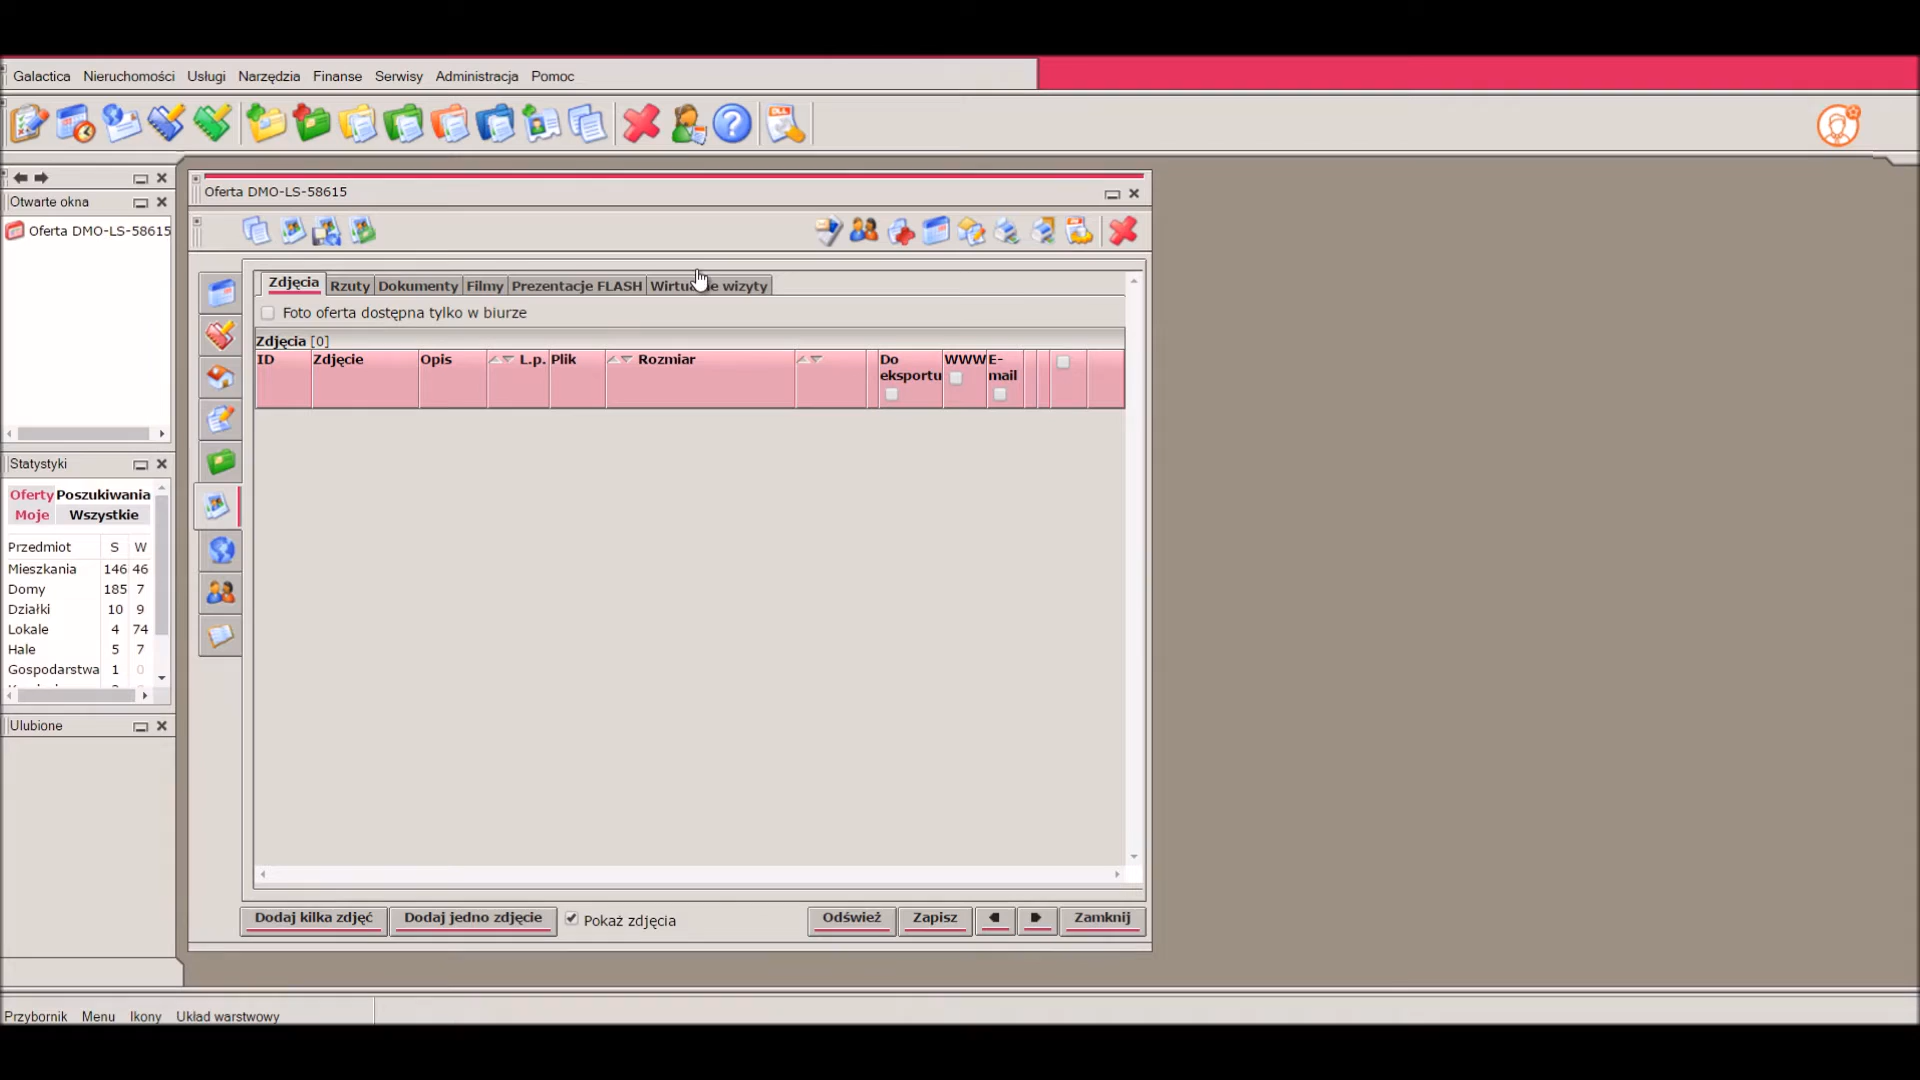 Galactica Nieruchomości Usługi Narzędzia Finanse Serwisy Administracja Pomoc
Otwarte okna
Oferta DMO-LS-58615
Oferta DMO-LS-58615
Zdjęcia Rzuty Dokumenty Filmy Prezentacje FLASH wizyty
Foto oferta dostępna tylko w biurze
Zdjęcia [0]
ID Zdjęcie Opis L.p. Plik Rozmiar Do eksportu WWW E-mail
Statystyki
Oferty Poszukiwania
Moje Wszystkie
Przedmiot S W
Mieszkania 146 46
Domy 185 7
Działki 10 9
Lokale 4 74
Hale 5 7
Gospodarstwa 1 0
Ulubione
Dodaj kilka zdjęć Dodaj jedno zdjęcie Pokaż zdjęcia Odśwież Zapisz Zamknij
Przybornik Menu Ikony Układ warstwowy